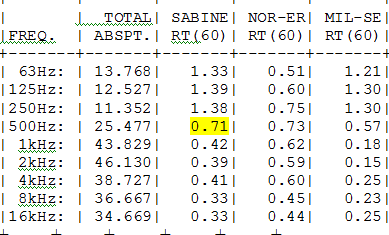 |       |  TOTAL| SABINE| NOR-ER| MIL-SE
|FREQ.  | ABSPT.| RT(60)| RT(60)| RT(60)
+-------+-------+-------+-------+-------
|  63Hz:| 13.768|   1.33|   0.51|   1.21
| 125Hz:| 12.527|   1.39|   0.60|   1.30
| 250Hz:| 11.352|   1.38|   0.75|   1.30
| 500Hz:| 25.477|   0.71|   0.73|   0.57
|  1kHz:| 43.829|   0.42|   0.62|   0.18
|  2kHz:| 46.130|   0.39|   0.59|   0.15
|  4kHz:| 38.727|   0.41|   0.60|   0.25
|  8kHz:| 36.667|   0.33|   0.45|   0.23
| 16kHz:| 34.669|   0.33|   0.44|   0.25